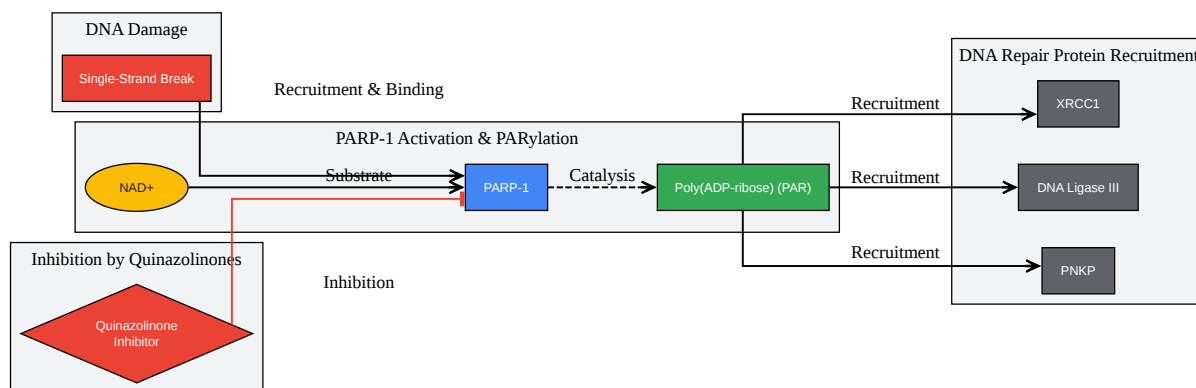 DNA Damage
Single-Strand Break
Recruitment & Binding
PARP-1 Activation & PARylation
NAD+
Substrate
PARP-1
Catalysis
Poly(ADP-ribose) (PAR)
Recruitment
Recruitment
Recruitment
DNA Repair Protein Recruitment
XRCC1
DNA Ligase III
PNKP
Inhibition by Quinazolinones
Quinazolinone
Inhibitor
Inhibition